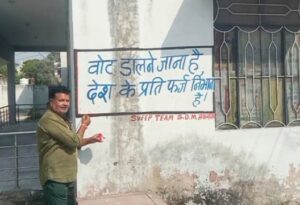 वोट डालने जाना है
देश के प्रति फर्ज निभाना
है।
SVEEP TEAM S.D.M.